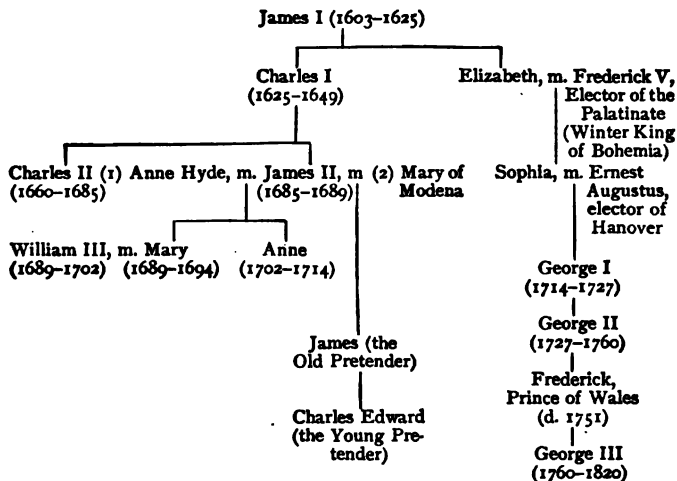 James I (1603–1625)
Charles I
(1625–1649)
Elizabeth, m. Frederick V,
Elector of the
Palatinate
(Winter King
of Bohemia)
Charles II (1) Anne Hyde, m. James II, m (2) Mary of
(1660–1685) (1685–1689) Modena
Sophia, m. Ernest
Augustus,
elector of
Hanover
William III, m. Mary Anne
(1689–1702) (1689–1694) (1702–1714)
George I
(1714–1727)
George II
(1727–1760)
James (the
Old Pretender)
Frederick,
Prince of Wales
(d. 1751)
Charles Edward
(the Young Pre-
tender)
George III
(1760–1820)